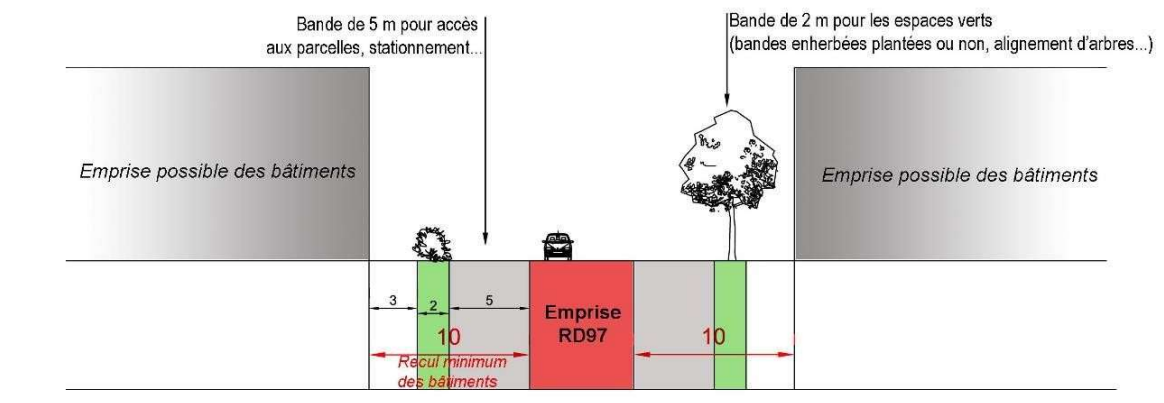 Bande de 5 m pour accès
aux parcelles, stationnement...
Bande de 2 m pour les espaces verts
(bandes enherbées plantées ou non, alignement d'arbres...)
Emprise possible des bâtiments
Emprise possible des bâtiments
3
2
5
Emprise
RD97
10
Recul minimum
des bâtiments
10